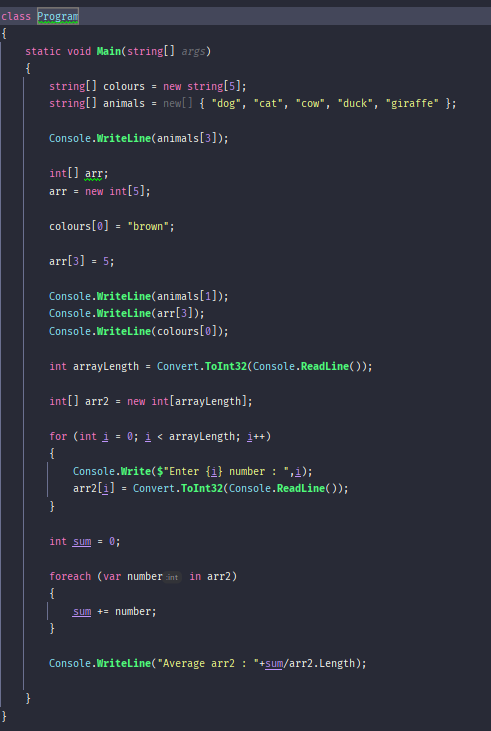 class Program
{
static void Main(string[] args)
{
string[] colours = new string[5];
string[] animals = new[] { "dog", "cat", "cow", "duck", "giraffe" };
Console.WriteLine(animals[3]);
int[] arr;
arr = new int[5];
colours[0] = "brown";
arr[3] = 5;
Console.WriteLine(animals[1]);
Console.WriteLine(arr[3]);
Console.WriteLine(colours[0]);
int arrayLength = Convert.ToInt32(Console.ReadLine());
int[] arr2 = new int[arrayLength];
for (int i = 0; i < arrayLength; i++)
{
Console.Write($"Enter {i} number : ",i);
arr2[i] = Convert.ToInt32(Console.ReadLine());
}
int sum = 0;
foreach (var number int in arr2)
{
sum += number;
}
Console.WriteLine("Average arr2 : "+sum/arr2.Length);
}
}